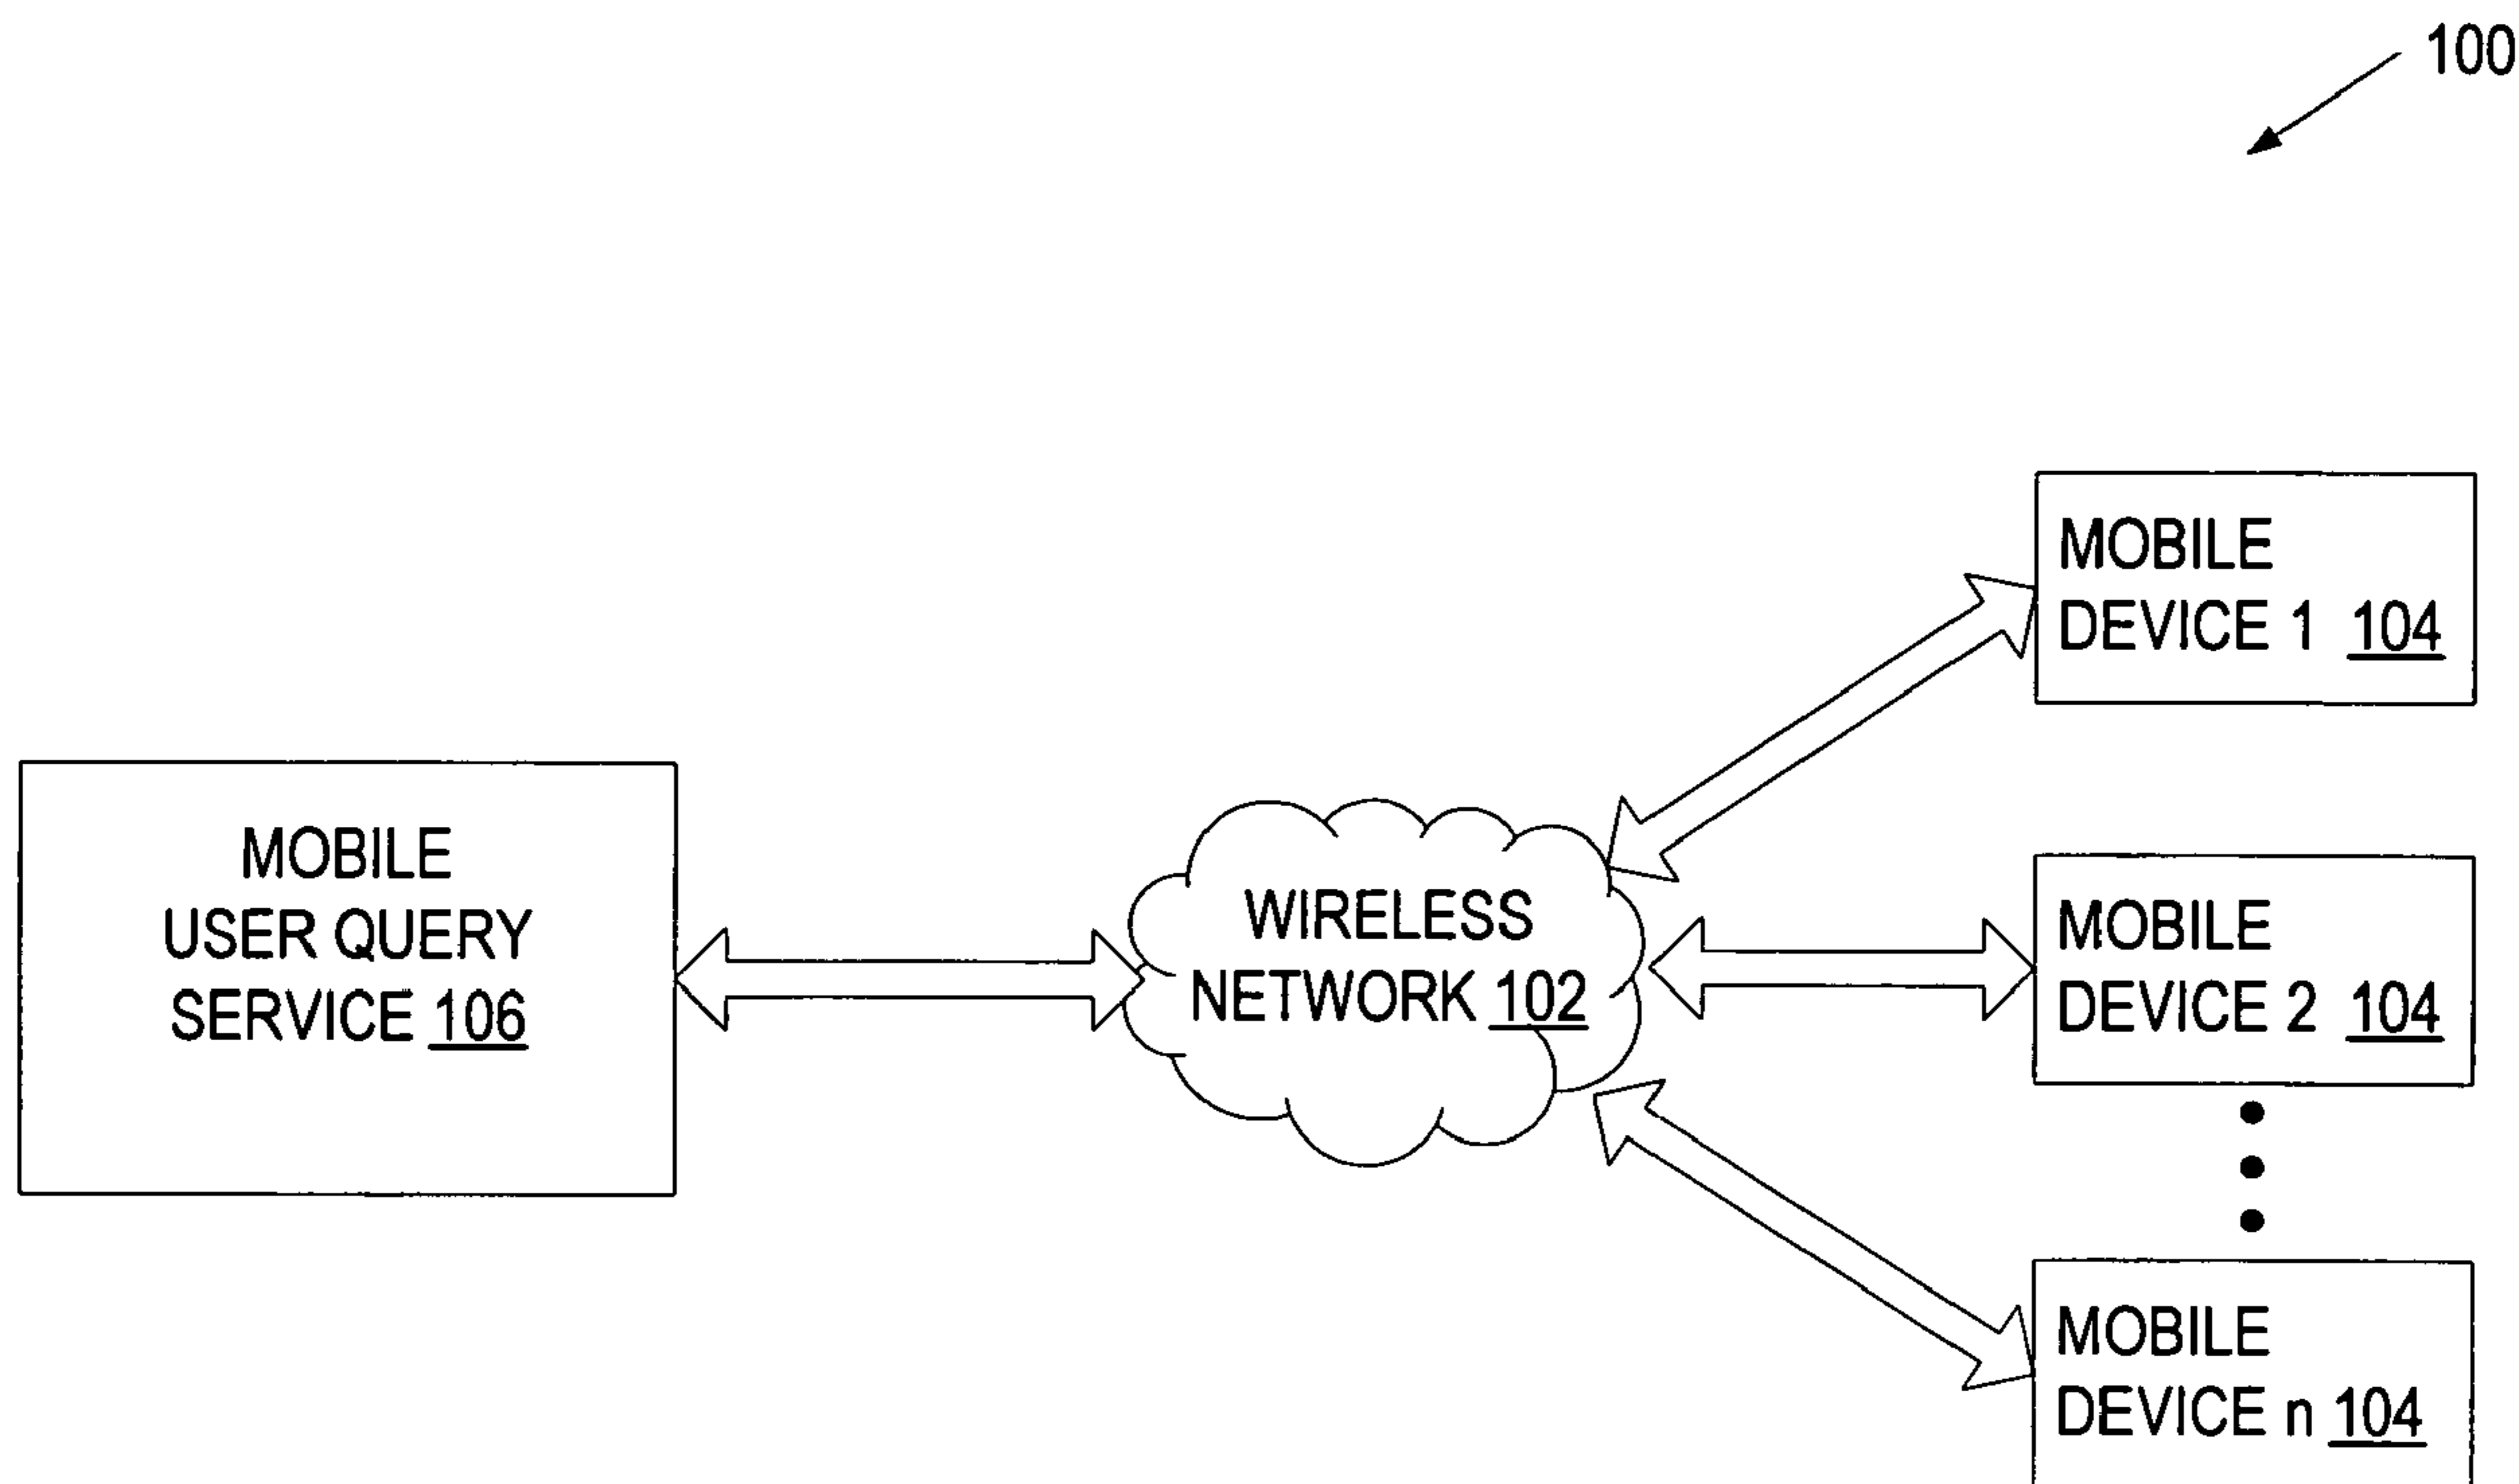 100
MOBILE
DEVICE 1 104
MOBILE
USER QUERY
SERVICE 106
WIRELESS
NETWORK 102
MOBILE
DEVICE 2 104
MOBILE
DEVICE n 104